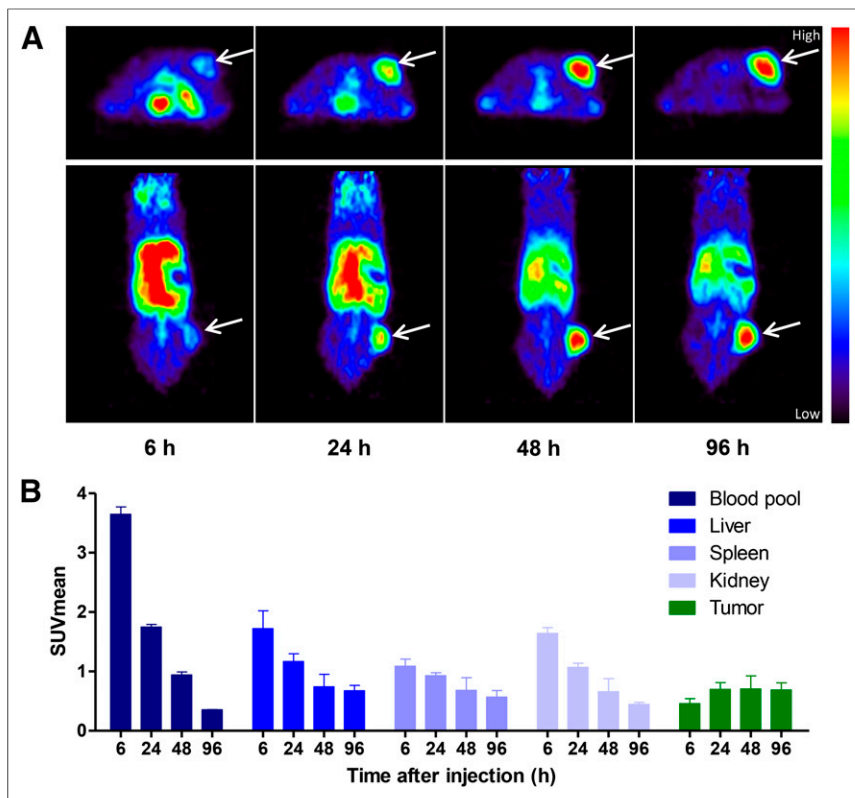 A
High
Low
6 h 24 h 48 h 96 h
B
SUVmean
4
3
2
1
0
Blood pool
Liver
Spleen
Kidney
Tumor
6 24 48 96 6 24 48 96 6 24 48 96 6 24 48 96 6 24 48 96
Time after injection (h)